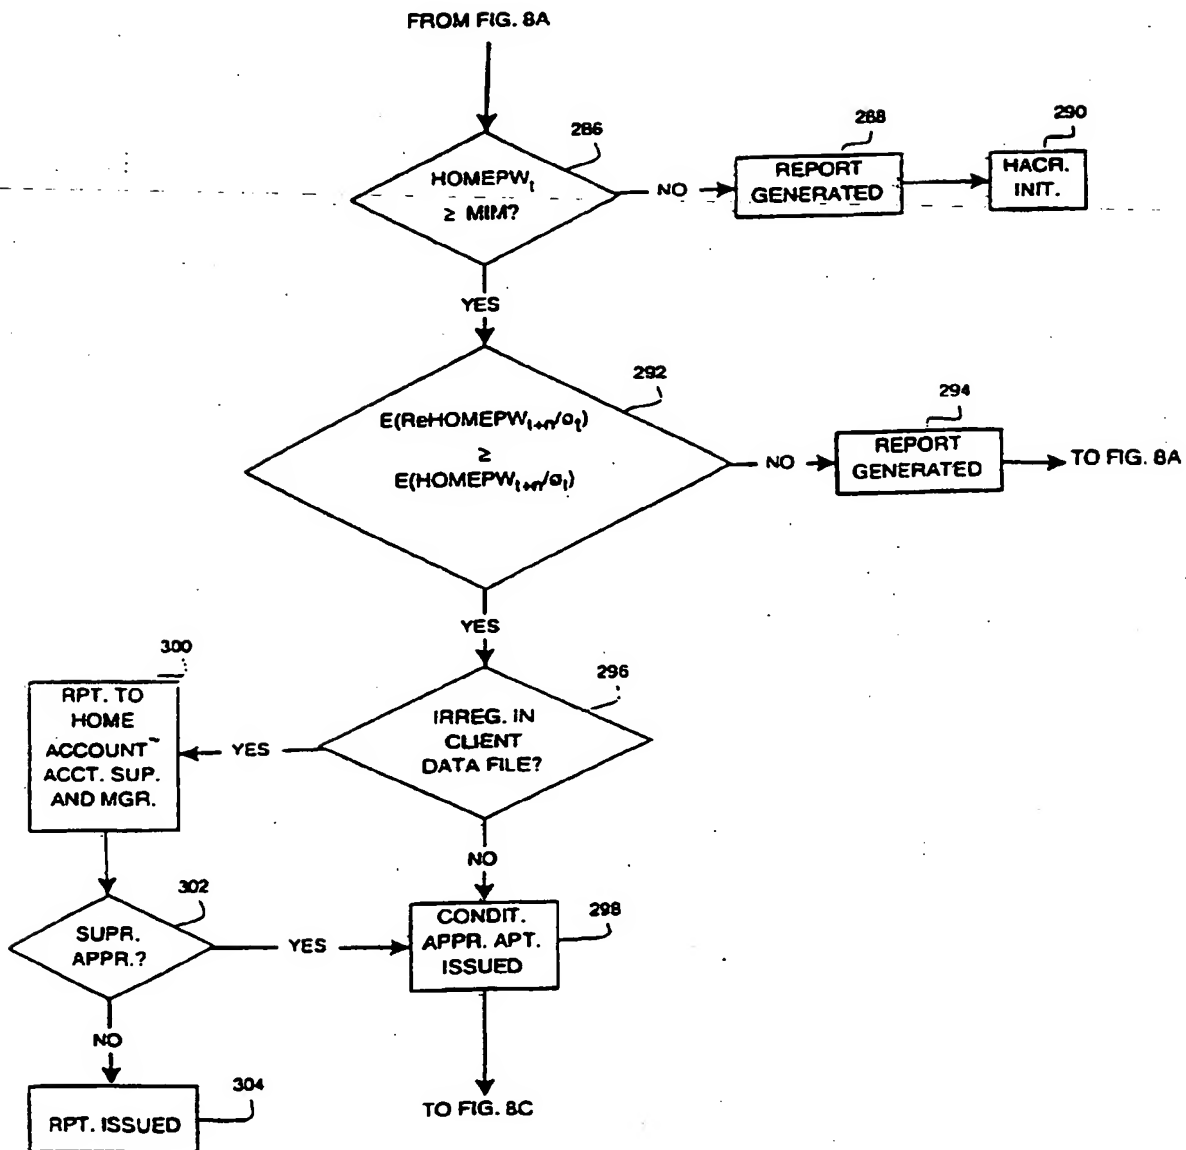 FROM FIG. 8A
286
HOMEPWt
≥ MIM?
NO
288
REPORT
GENERATED
290
HACR.
INIT.
YES
292
E(ReHOMEPWt+n/σt)
≥
E(HOMEPWt+n/σt)
NO
294
REPORT
GENERATED
TO FIG. 8A
YES
296
IRREG. IN
CLIENT
DATA FILE?
YES
300
RPT. TO
HOME
ACCOUNT~
ACCT. SUP.
AND MGR.
NO
302
SUPR.
APPR.?
YES
298
CONDIT.
APPR. APT.
ISSUED
NO
304
RPT. ISSUED
TO FIG. 8C